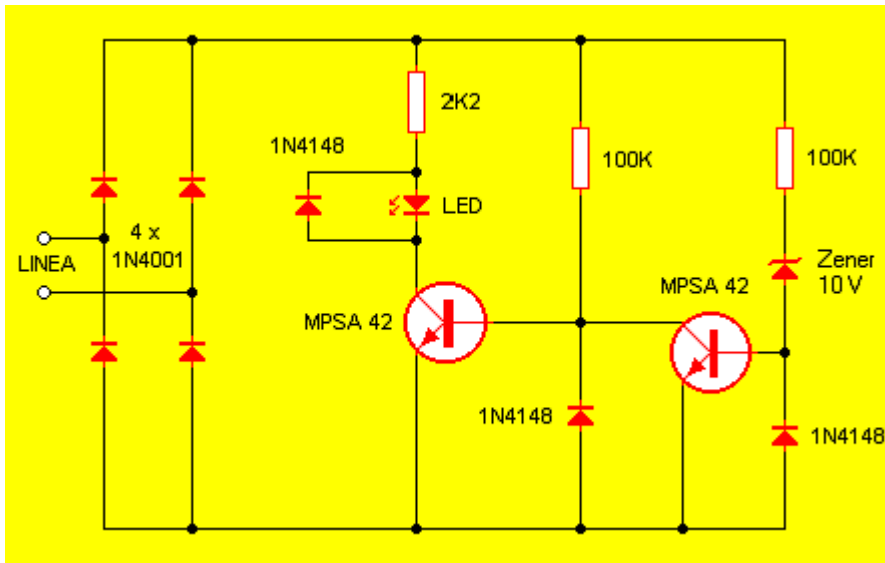 2K2
1N4148
100K
100K
LED
4 x
1N4001
LINEA
Zener
10 V
MPSA 42
MPSA 42
1N4148
1N4148